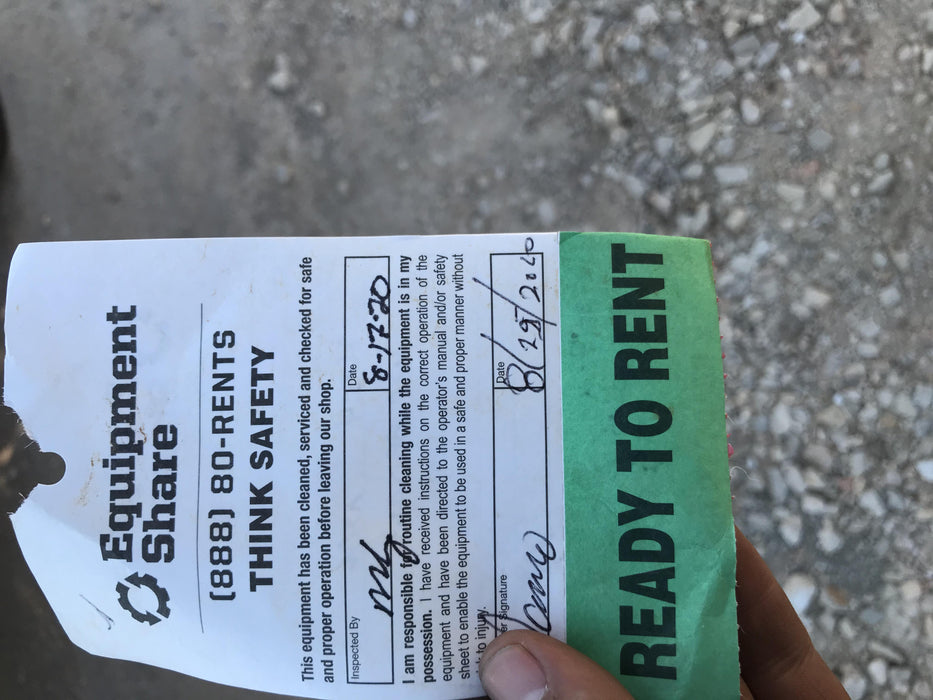 Equipment
Share
(888) 80-RENTS
THINK SAFETY
This equipment has been cleaned, serviced and checked for safe
and proper operation before leaving our shop.
Inspected By
Date
8-17-20
I am responsible for routine cleaning while the equipment is in my
possession. I have received instructions on the correct operation of the
equipment and have been directed to the operator's manual and/or safety
sheet to enable the equipment to be used in a safe and proper manner without
to injury.
Signature
Date
8/29/2020
READY TO RENT